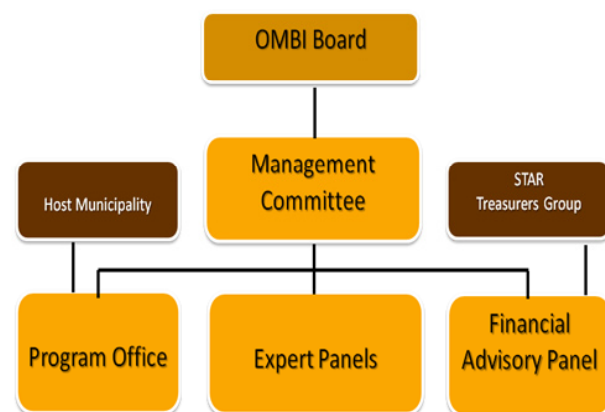 OMBI Board
Management
Committee
Host Municipality
STAR
Treasurers Group
Program Office
Expert Panels
Financial
Advisory Panel